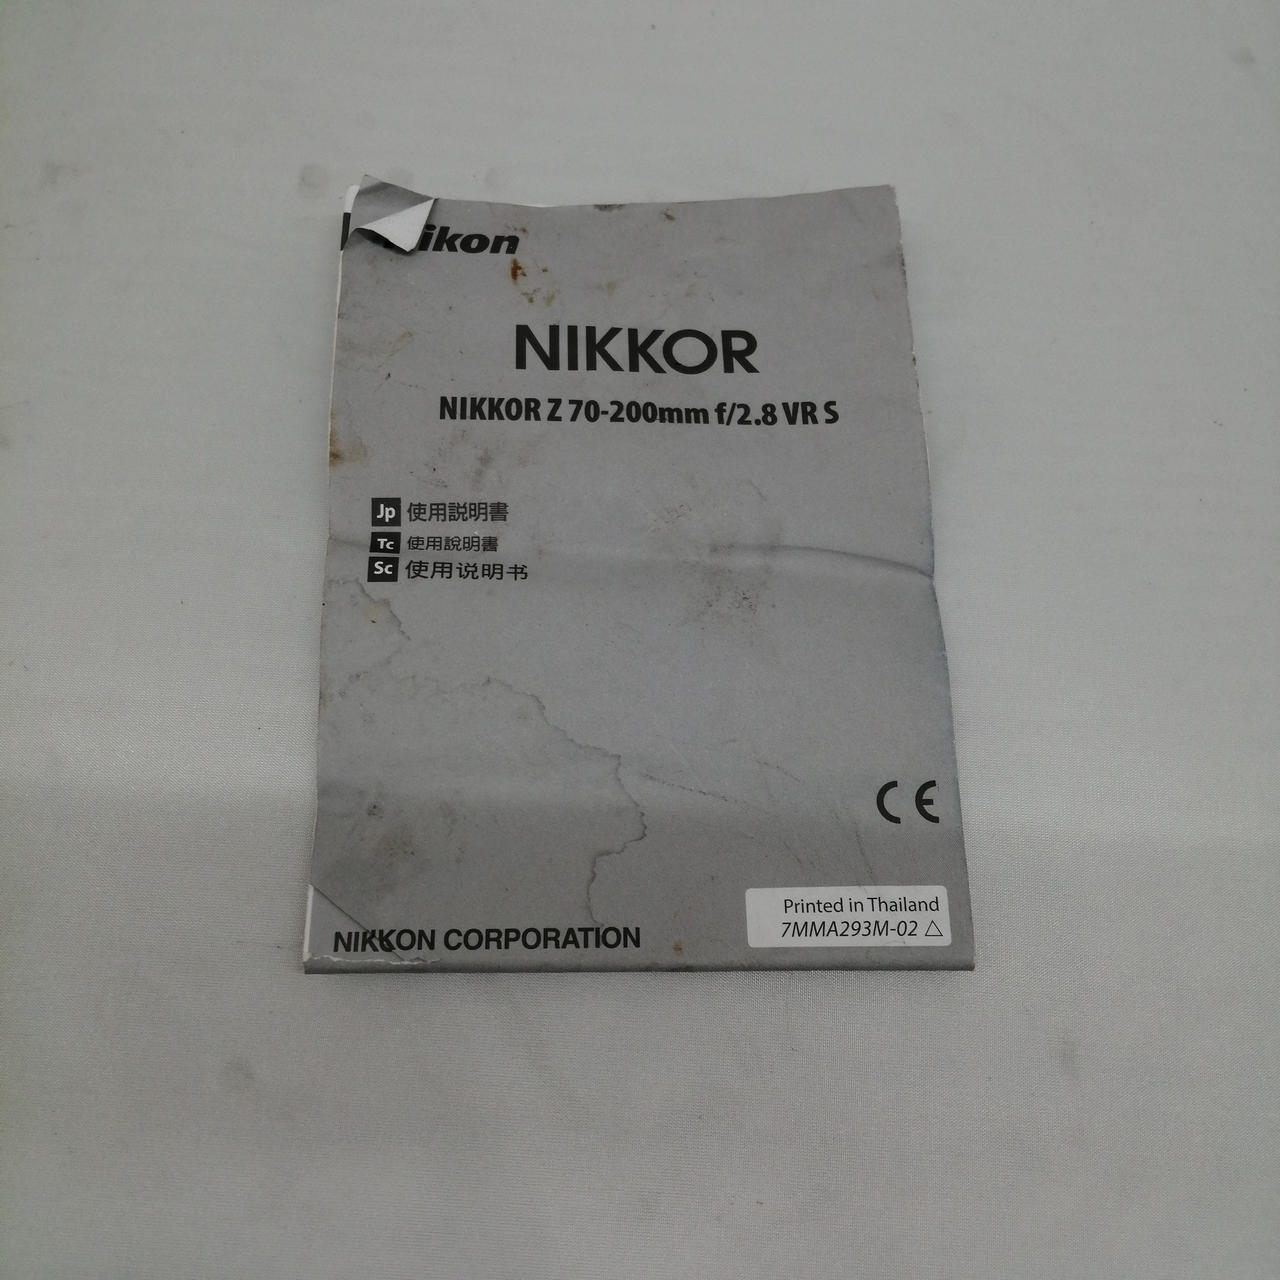 ikon
NIKKOR
NIKKOR Z 70-200mm f/2.8 VR S
Jp 使用説明書
Tc 使用說明書
Sc 使用说明书
CE
Printed in Thailand
7MMA293M-02 △
NIKKON CORPORATION